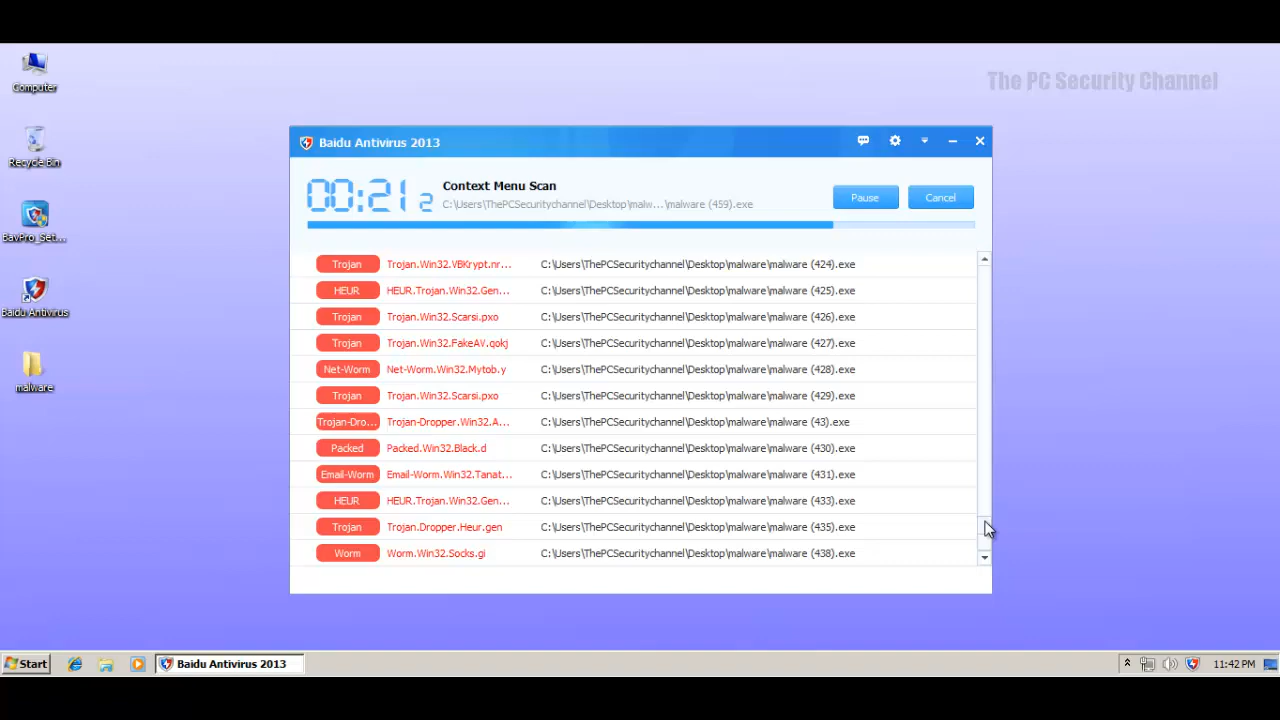 Computer
Recycle Bin
BavPro_Set...
Baidu Antivirus
malware
The PC Security Channel
Baidu Antivirus 2013
00:21 2
Context Menu Scan
C:\Users\ThePCSecuritychannel\Desktop\malw...\malware (459).exe
Pause
Cancel
Trojan Trojan.Win32.VBKrypt.nr... C:\Users\ThePCSecuritychannel\Desktop\malware\malware (424).exe
HEUR HEUR.Trojan.Win32.Gen... C:\Users\ThePCSecuritychannel\Desktop\malware\malware (425).exe
Trojan Trojan.Win32.Scarsi.pxo C:\Users\ThePCSecuritychannel\Desktop\malware\malware (426).exe
Trojan Trojan.Win32.FakeAV.qokj C:\Users\ThePCSecuritychannel\Desktop\malware\malware (427).exe
Net-Worm Net-Worm.Win32.Mytob.y C:\Users\ThePCSecuritychannel\Desktop\malware\malware (428).exe
Trojan Trojan.Win32.Scarsi.pxo C:\Users\ThePCSecuritychannel\Desktop\malware\malware (429).exe
Trojan-Dro... Trojan-Dropper.Win32.A... C:\Users\ThePCSecuritychannel\Desktop\malware\malware (43).exe
Packed Packed.Win32.Black.d C:\Users\ThePCSecuritychannel\Desktop\malware\malware (430).exe
Email-Worm Email-Worm.Win32.Tanat... C:\Users\ThePCSecuritychannel\Desktop\malware\malware (431).exe
HEUR HEUR.Trojan.Win32.Gen... C:\Users\ThePCSecuritychannel\Desktop\malware\malware (433).exe
Trojan Trojan.Dropper.Heur.gen C:\Users\ThePCSecuritychannel\Desktop\malware\malware (435).exe
Worm Worm.Win32.Socks.gi C:\Users\ThePCSecuritychannel\Desktop\malware\malware (438).exe
Start
Baidu Antivirus 2013
11:42 PM